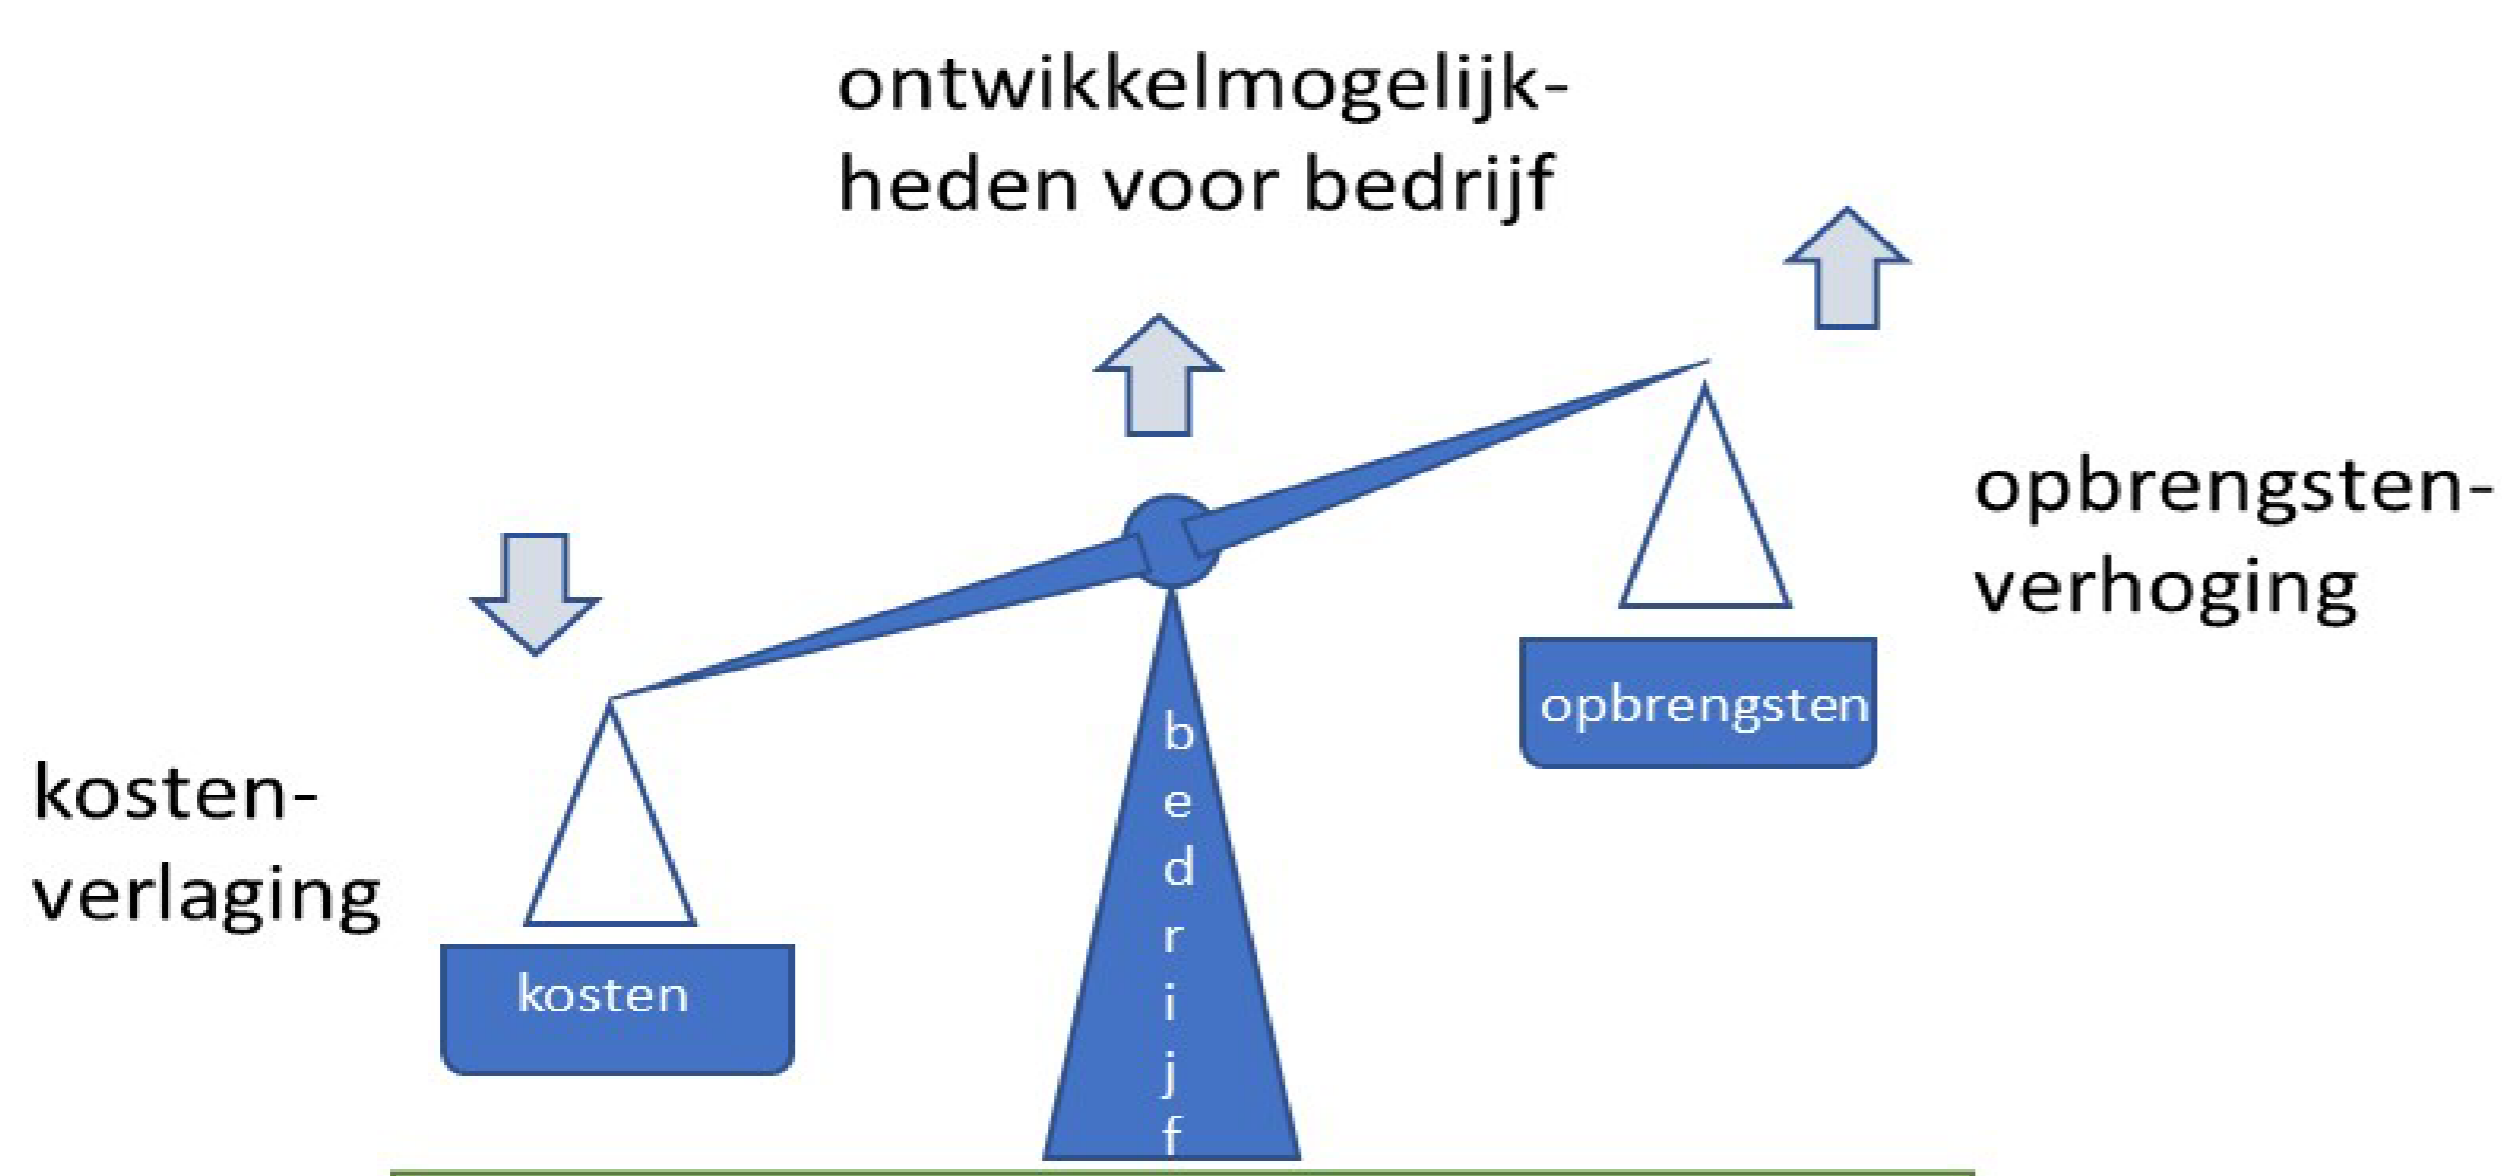 ontwikkelmogelijk-
heden voor bedrijf
opbrengsten-
verhoging
opbrengsten
kosten-
verlaging
kosten
b
e
d
r
i
j
f